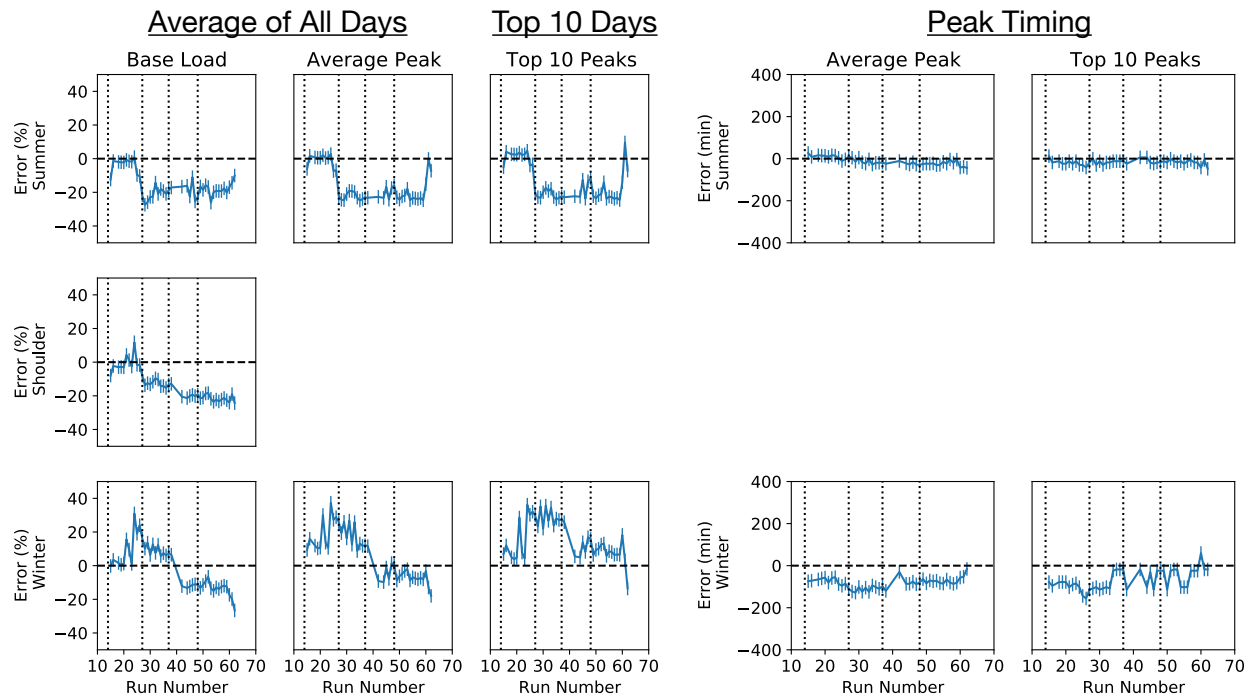 Average of All Days
Top 10 Days
Peak Timing
Base Load
Average Peak
Top 10 Peaks
Average Peak
Top 10 Peaks
Error (%)
Summer
40
20
0
−20
−40
Error (min)
Summer
400
200
0
−200
−400
Error (%)
Shoulder
40
20
0
−20
−40
Error (%)
Winter
40
20
0
−20
−40
Error (min)
Winter
400
200
0
−200
−400
10 20 30 40 50 60 70
10 20 30 40 50 60 70
10 20 30 40 50 60 70
10 20 30 40 50 60 70
10 20 30 40 50 60 70
Run Number
Run Number
Run Number
Run Number
Run Number